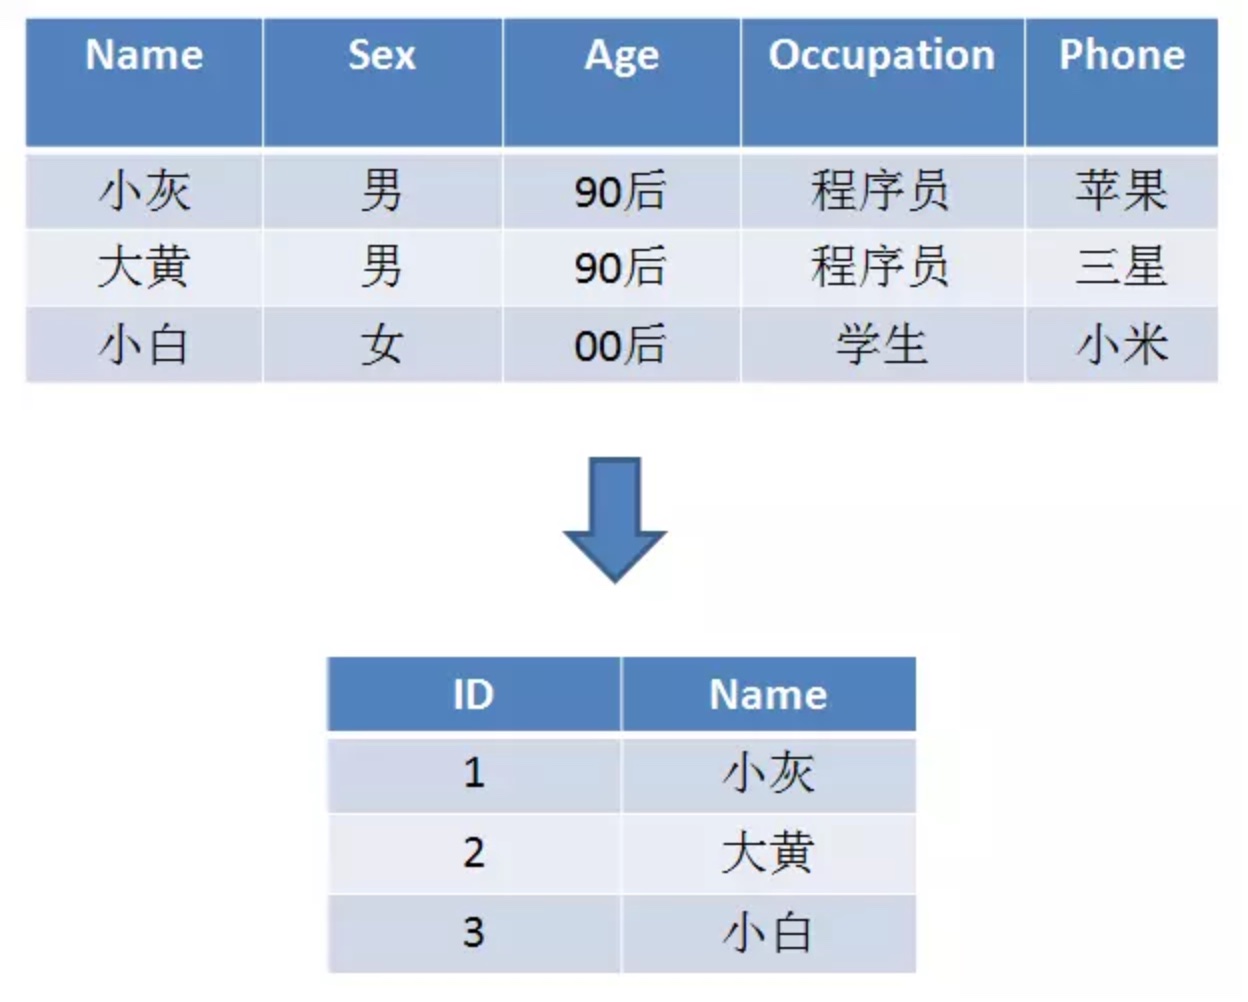 Name Sex Age Occupation Phone
小灰 男 90后 程序员 苹果
大黄 男 90后 程序员 三星
小白 女 00后 学生 小米
ID Name
1 小灰
2 大黄
3 小白